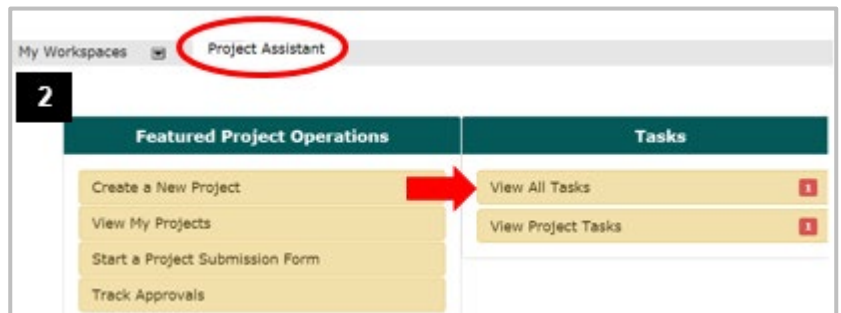 My Workspaces
Project Assistant
2
Featured Project Operations
Tasks
Create a New Project
View My Projects
Start a Project Submission Form
Track Approvals
View All Tasks 1
View Project Tasks 1